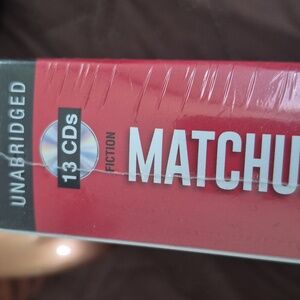 UNABRIDGED
13 CDs
FICTION
MATCHU